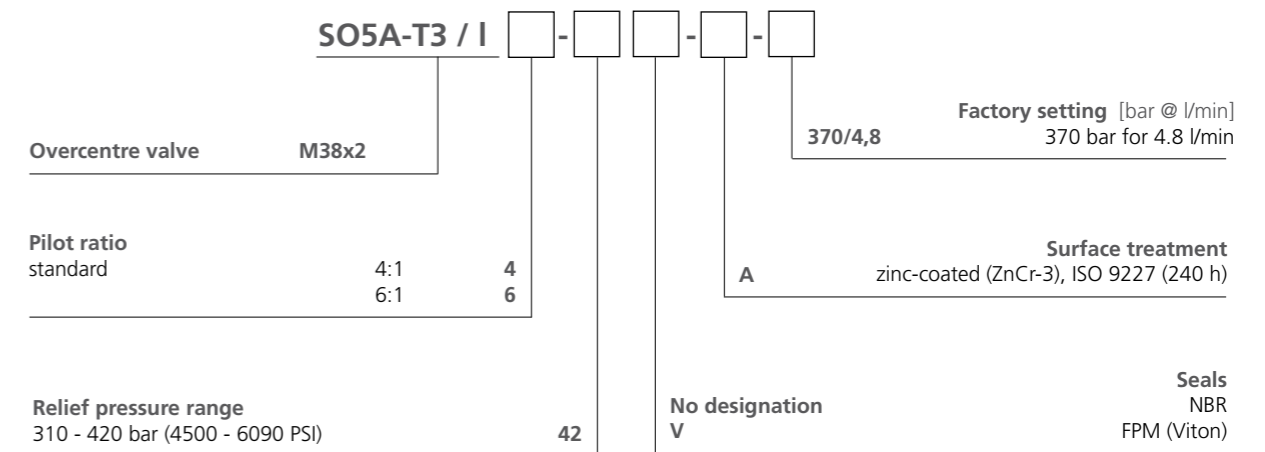 SO5A-T3 / I - - -
Factory setting [bar @ l/min]
370/4,8 370 bar for 4.8 l/min
Overcentre valve M38x2
Pilot ratio
standard 4:1 4
6:1 6
Surface treatment
A zinc-coated (ZnCr-3), ISO 9227 (240 h)
Relief pressure range
310 - 420 bar (4500 - 6090 PSI) 42
Seals
No designation NBR
V FPM (Viton)